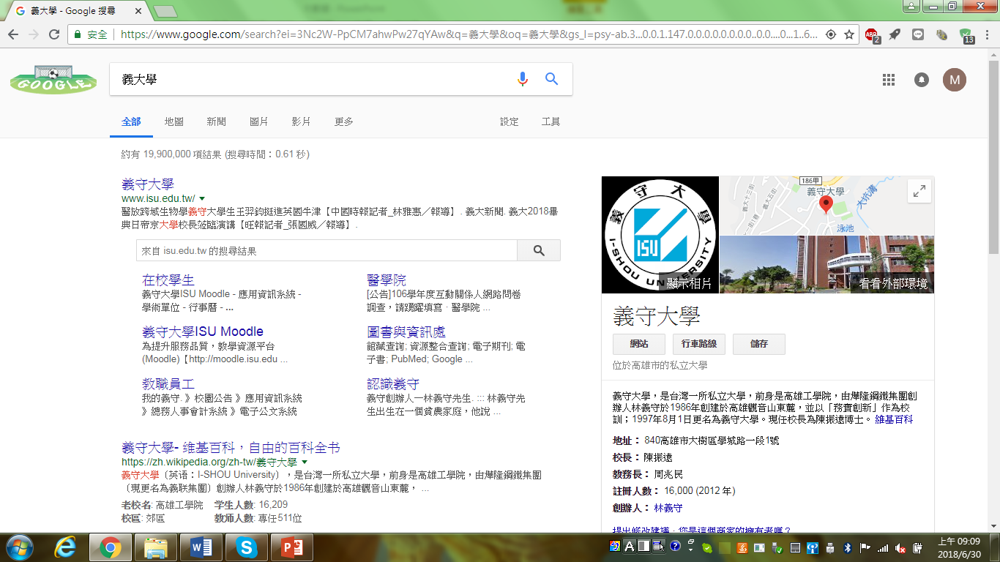 義大學 - Google 搜尋
安全 https://www.google.com/search?ei=3Nc2W-PpCM7ahwPw27qYAw&q=義大學&oq=義大學&gs_l=psy-ab.3...0.0.1.147.0.0.0.0.0.0.0.0..0.0....0...1..6...
ABP 2
13
GOOGLE
義大學
M
全部 地圖 新聞 圖片 影片 更多 設定 工具
約有 19,900,000 項結果 (搜尋時間：0.61 秒)
義守大學
www.isu.edu.tw/
醫放跨域生物學義守大學生王羿鈞挺進英國牛津【中國時報記者_林雅惠／報導】. 義大新聞. 義大2018畢
典日帝京大學校長蒞臨演講【旺報記者_張國威／報導】.
來自 isu.edu.tw 的搜尋結果
在校學生
義守大學ISU Moodle - 應用資訊系統 -
學術單位 - 行事曆 - ...
醫學院
[公告]106學年度互動關係人網路問卷
調查，請踴躍填寫 · 醫學院 ...
義守大學ISU Moodle
為提升服務品質，教學資源平台
(Moodle)【http://moodle.isu.edu ...
圖書與資訊處
館藏查詢; 資源整合查詢; 電子期刊; 電
子書; PubMed; Google ...
教職員工
我的義守. 》校園公告 》應用資訊系統
》總務人事會計系統 》電子公文系統
認識義守
義守創辦人一林義守先生. ::: 林義守先
生出生在一個貧農家庭，他說 ...
義守大學- 维基百科，自由的百科全书
https://zh.wikipedia.org/zh-tw/義守大學
義守大學〔英语：I-SHOU University〕，是台灣一所私立大學，前身是高雄工學院，由燁隆鋼鐵集團
〔現更名為義联集團〕創辦人林義守於1986年創建於高雄觀音山東麓， ...
老校名: 高雄工學院 学生人數: 16,209
校區: 郊區 教师人數: 專任511位
義守大學
I-SHOU UNIVERSITY
ISU
顯示相片
186甲
義守大學
義大十三街
義大五街
大坑溝
泳池
看看外部環境
義守大學
網站 行車路線 儲存
位於高雄市的私立大學
義守大學，是台灣一所私立大學，前身是高雄工學院，由燁隆鋼鐵集團創
辦人林義守於1986年創建於高雄觀音山東麓，並以「務實創新」作為校
訓；1997年8月1日更名為義守大學。現任校長為陳振遠博士。 維基百科
地址： 840高雄市大樹區學城路一段1號
校長： 陳振遠
教務長： 周兆民
註冊人數： 16,000 (2012 年)
創辦人： 林義守
提出修改建議 · 您是這個商家的擁有者嗎？
A
上午 09:09
2018/6/30